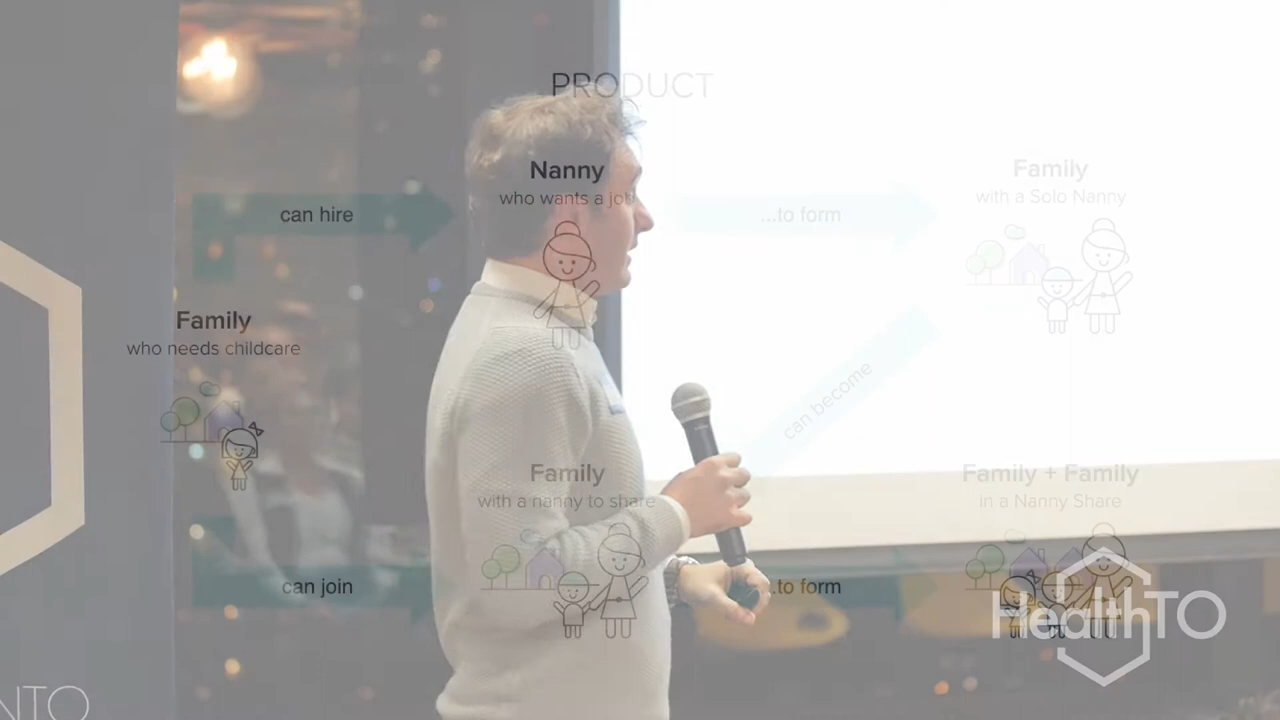 PRODUCT
Nanny
who wants a job
Family
with a Solo Nanny
can hire
...to form
Family
who needs childcare
can become
Family
with a nanny to share
Family + Family
in a Nanny Share
can join
..to form
HealthTO
NTO